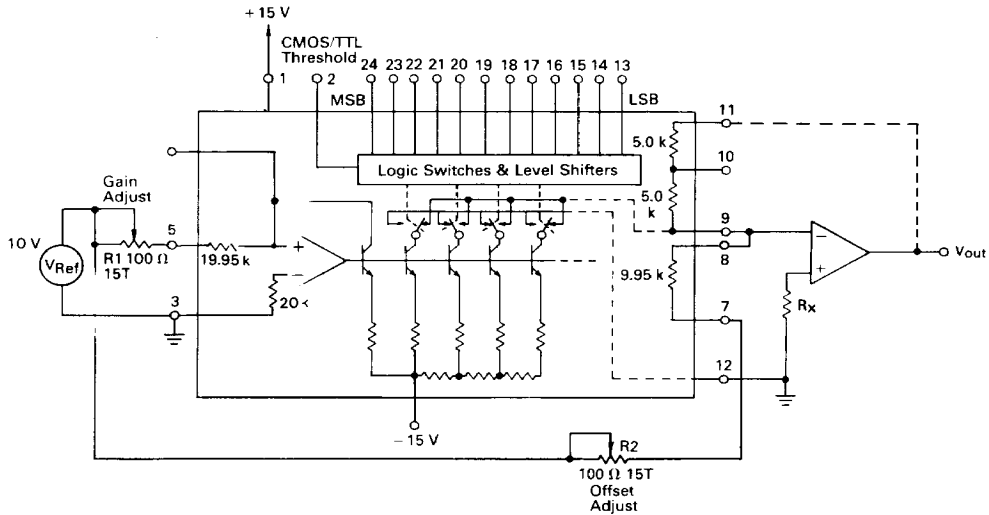 +15 V
CMOS/TTL
Threshold
1
2
24 23 22 21 20 19 18 17 16 15 14 13
MSB
LSB
11
5.0 k
10
Logic Switches & Level Shifters
Gain
Adjust
5.0
k
9
8
10 V
VRef
R1 100 Ω
15T
5
19.95 k
+
−
20 k
3
9.95 k
7
−
+
Vout
Rx
12
−15 V
R2
100 Ω 15T
Offset
Adjust